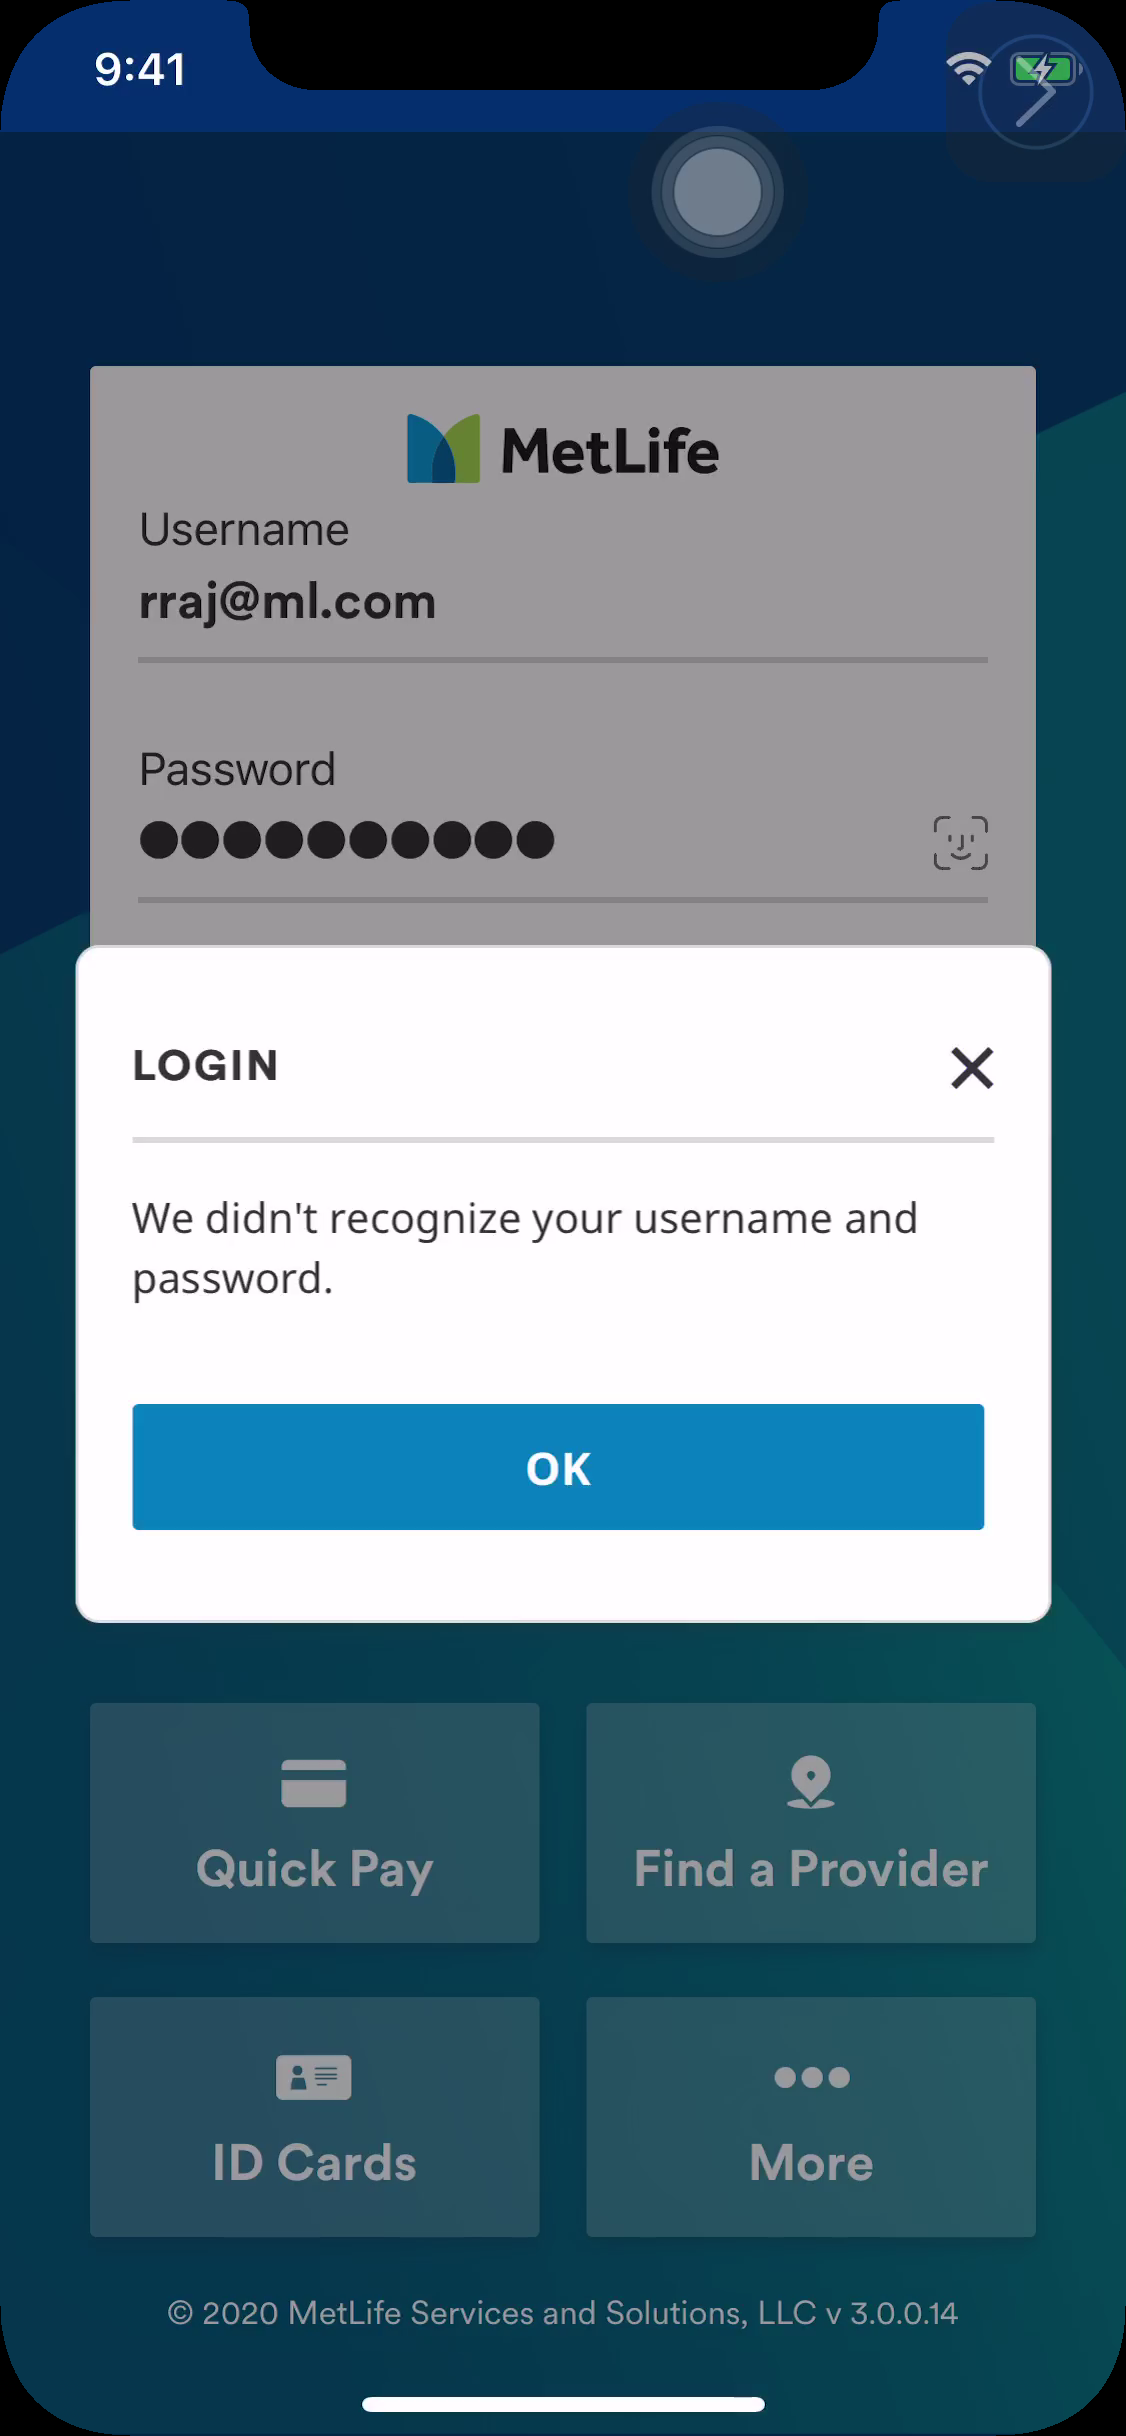 9:41
MetLife
Username
rraj@ml.com
Password
LOGIN
We didn't recognize your username and
password.
OK
Quick Pay
Find a Provider
ID Cards
More
© 2020 MetLife Services and Solutions, LLC v 3.0.0.14